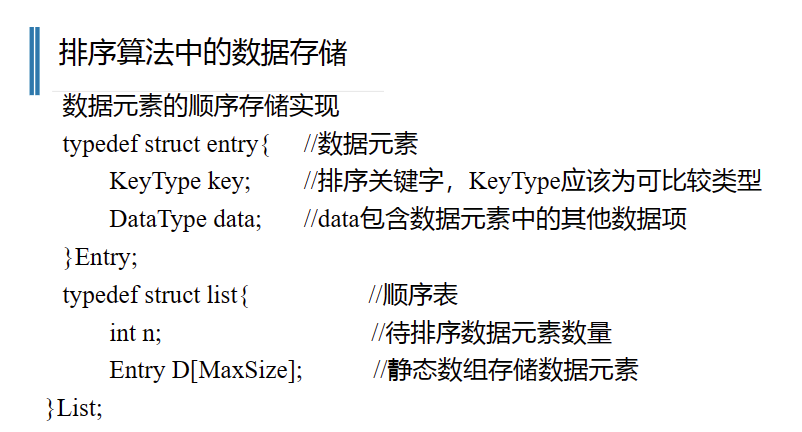 排序算法中的数据存储
数据元素的顺序存储实现
typedef struct entry{ //数据元素
KeyType key; //排序关键字，KeyType应该为可比较类型
DataType data; //data包含数据元素中的其他数据项
}Entry;
typedef struct list{ //顺序表
int n; //待排序数据元素数量
Entry D[MaxSize]; //静态数组存储数据元素
}List;